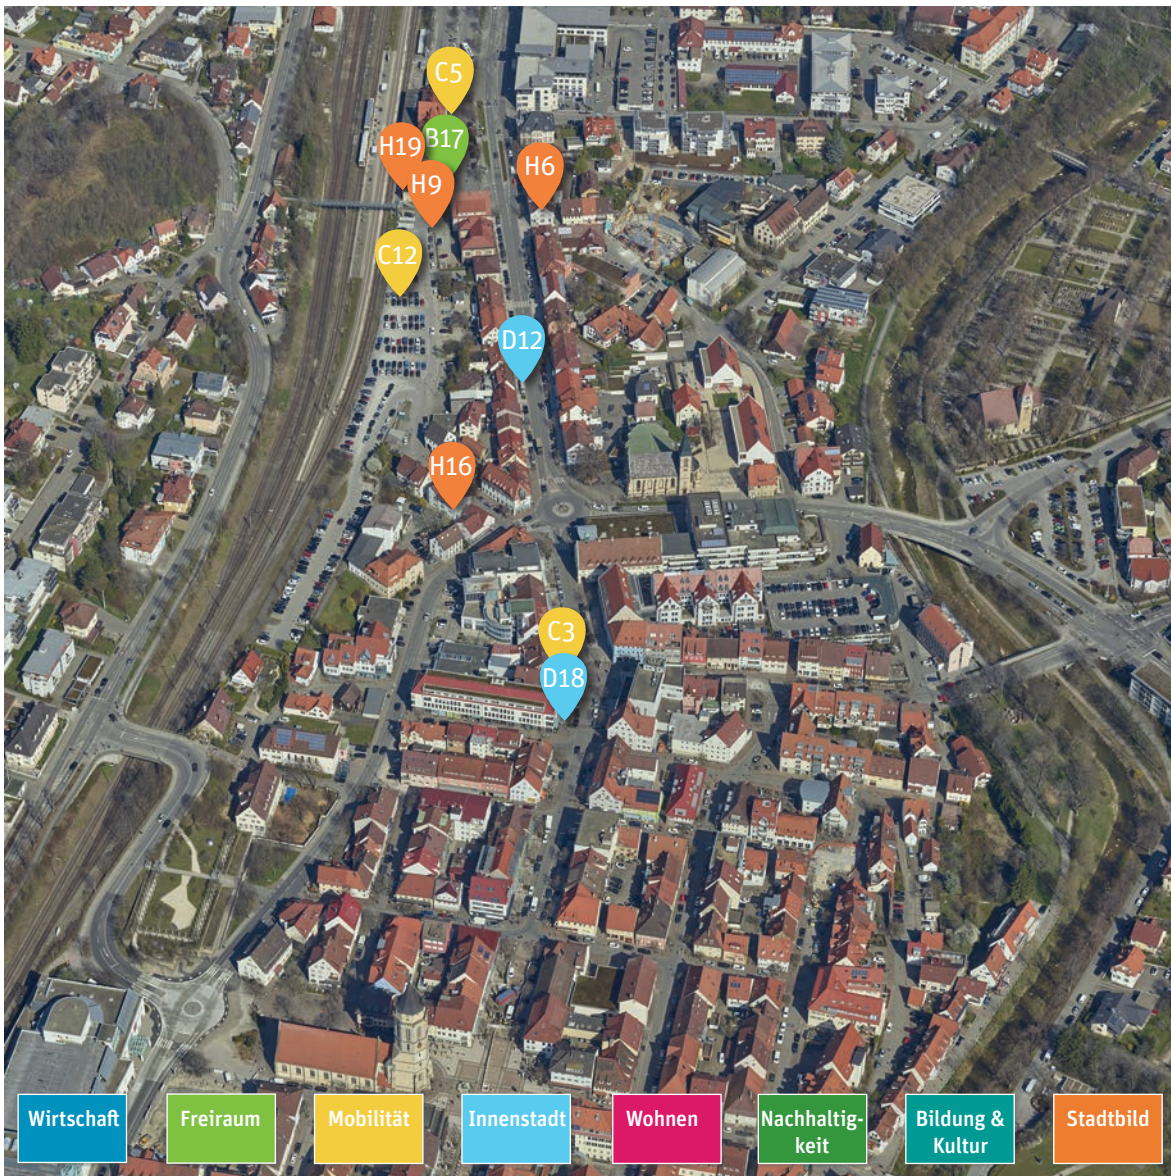 C5
B17
H19
H6
H9
C12
D12
H16
C3
D18
Wirtschaft
Freiraum
Mobilität
Innenstadt
Wohnen
Nachhaltig-
keit
Bildung &
Kultur
Stadtbild